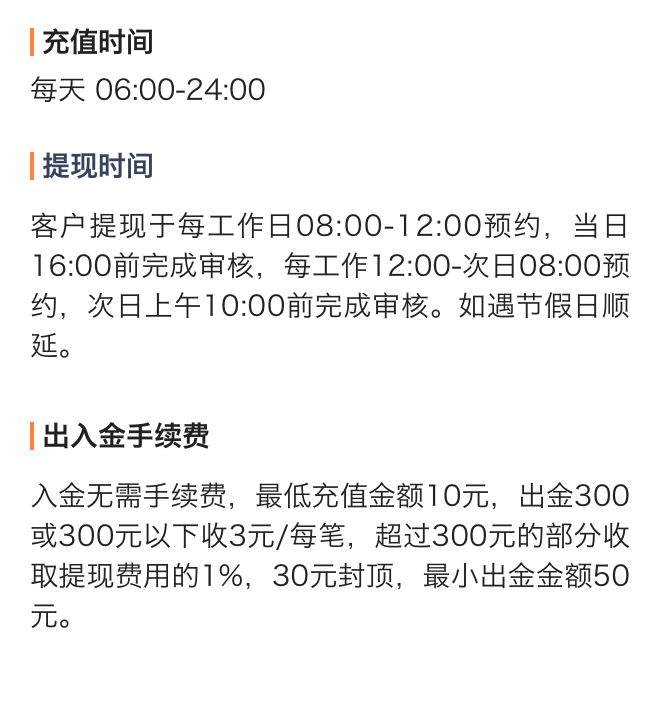 充值时间
每天 06:00-24:00
提现时间
客户提现于每工作日08:00-12:00预约，当日
16:00前完成审核，每工作12:00-次日08:00预
约，次日上午10:00前完成审核。如遇节假日顺
延。
出入金手续费
入金无需手续费，最低充值金额10元，出金300
或300元以下收3元/每笔，超过300元的部分收
取提现费用的1%，30元封顶，最小出金金额50
元。